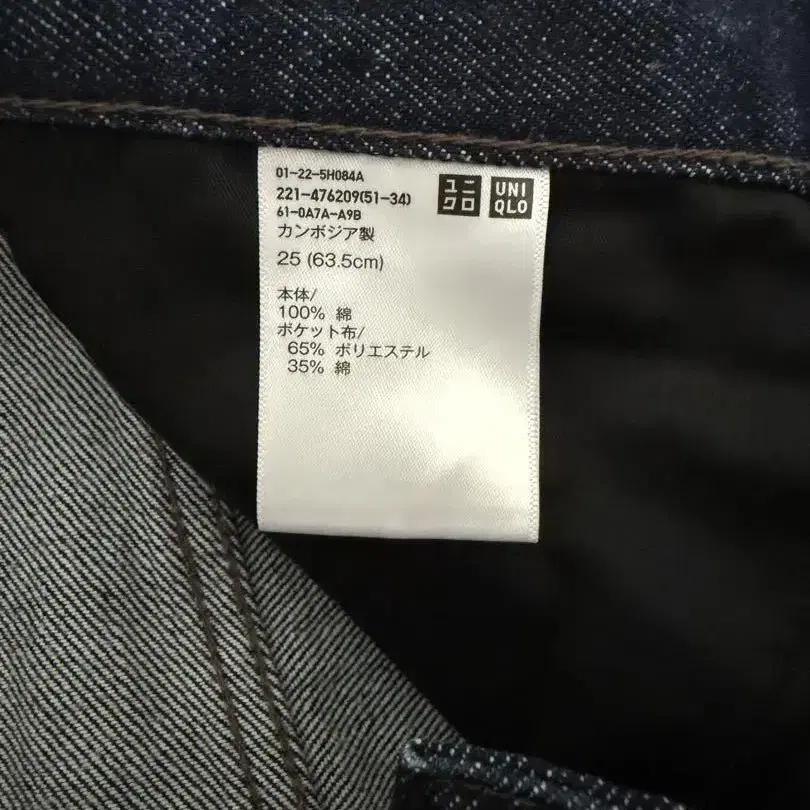 01-22-5H084A
221-476209(51-34)
61-0A7A-A9B
カンボジア製
25 (63.5cm)
本体/
100% 綿
ポケット布/
65% ポリエステル
35% 綿
ユニ
クロ
UNI
QLO